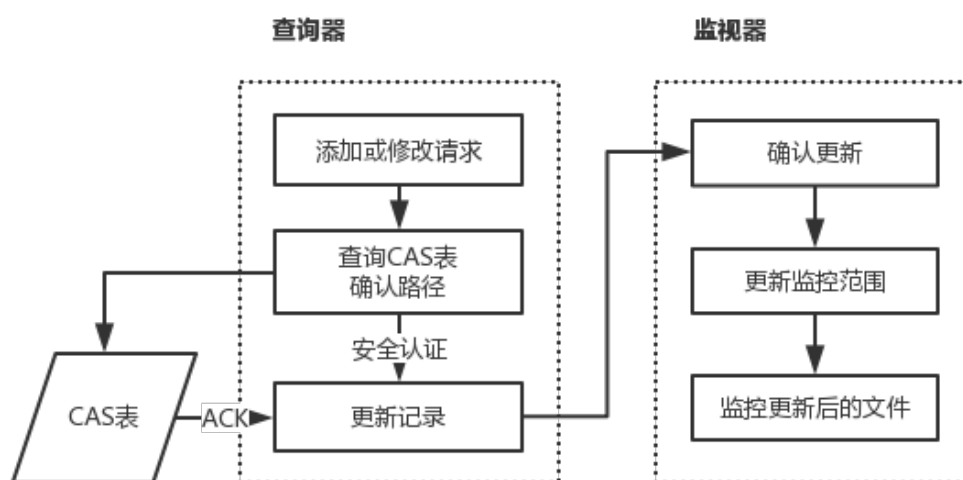 查询器
监视器
添加或修改请求
查询CAS表
确认路径
安全认证
CAS表
ACK
更新记录
确认更新
更新监控范围
监控更新后的文件